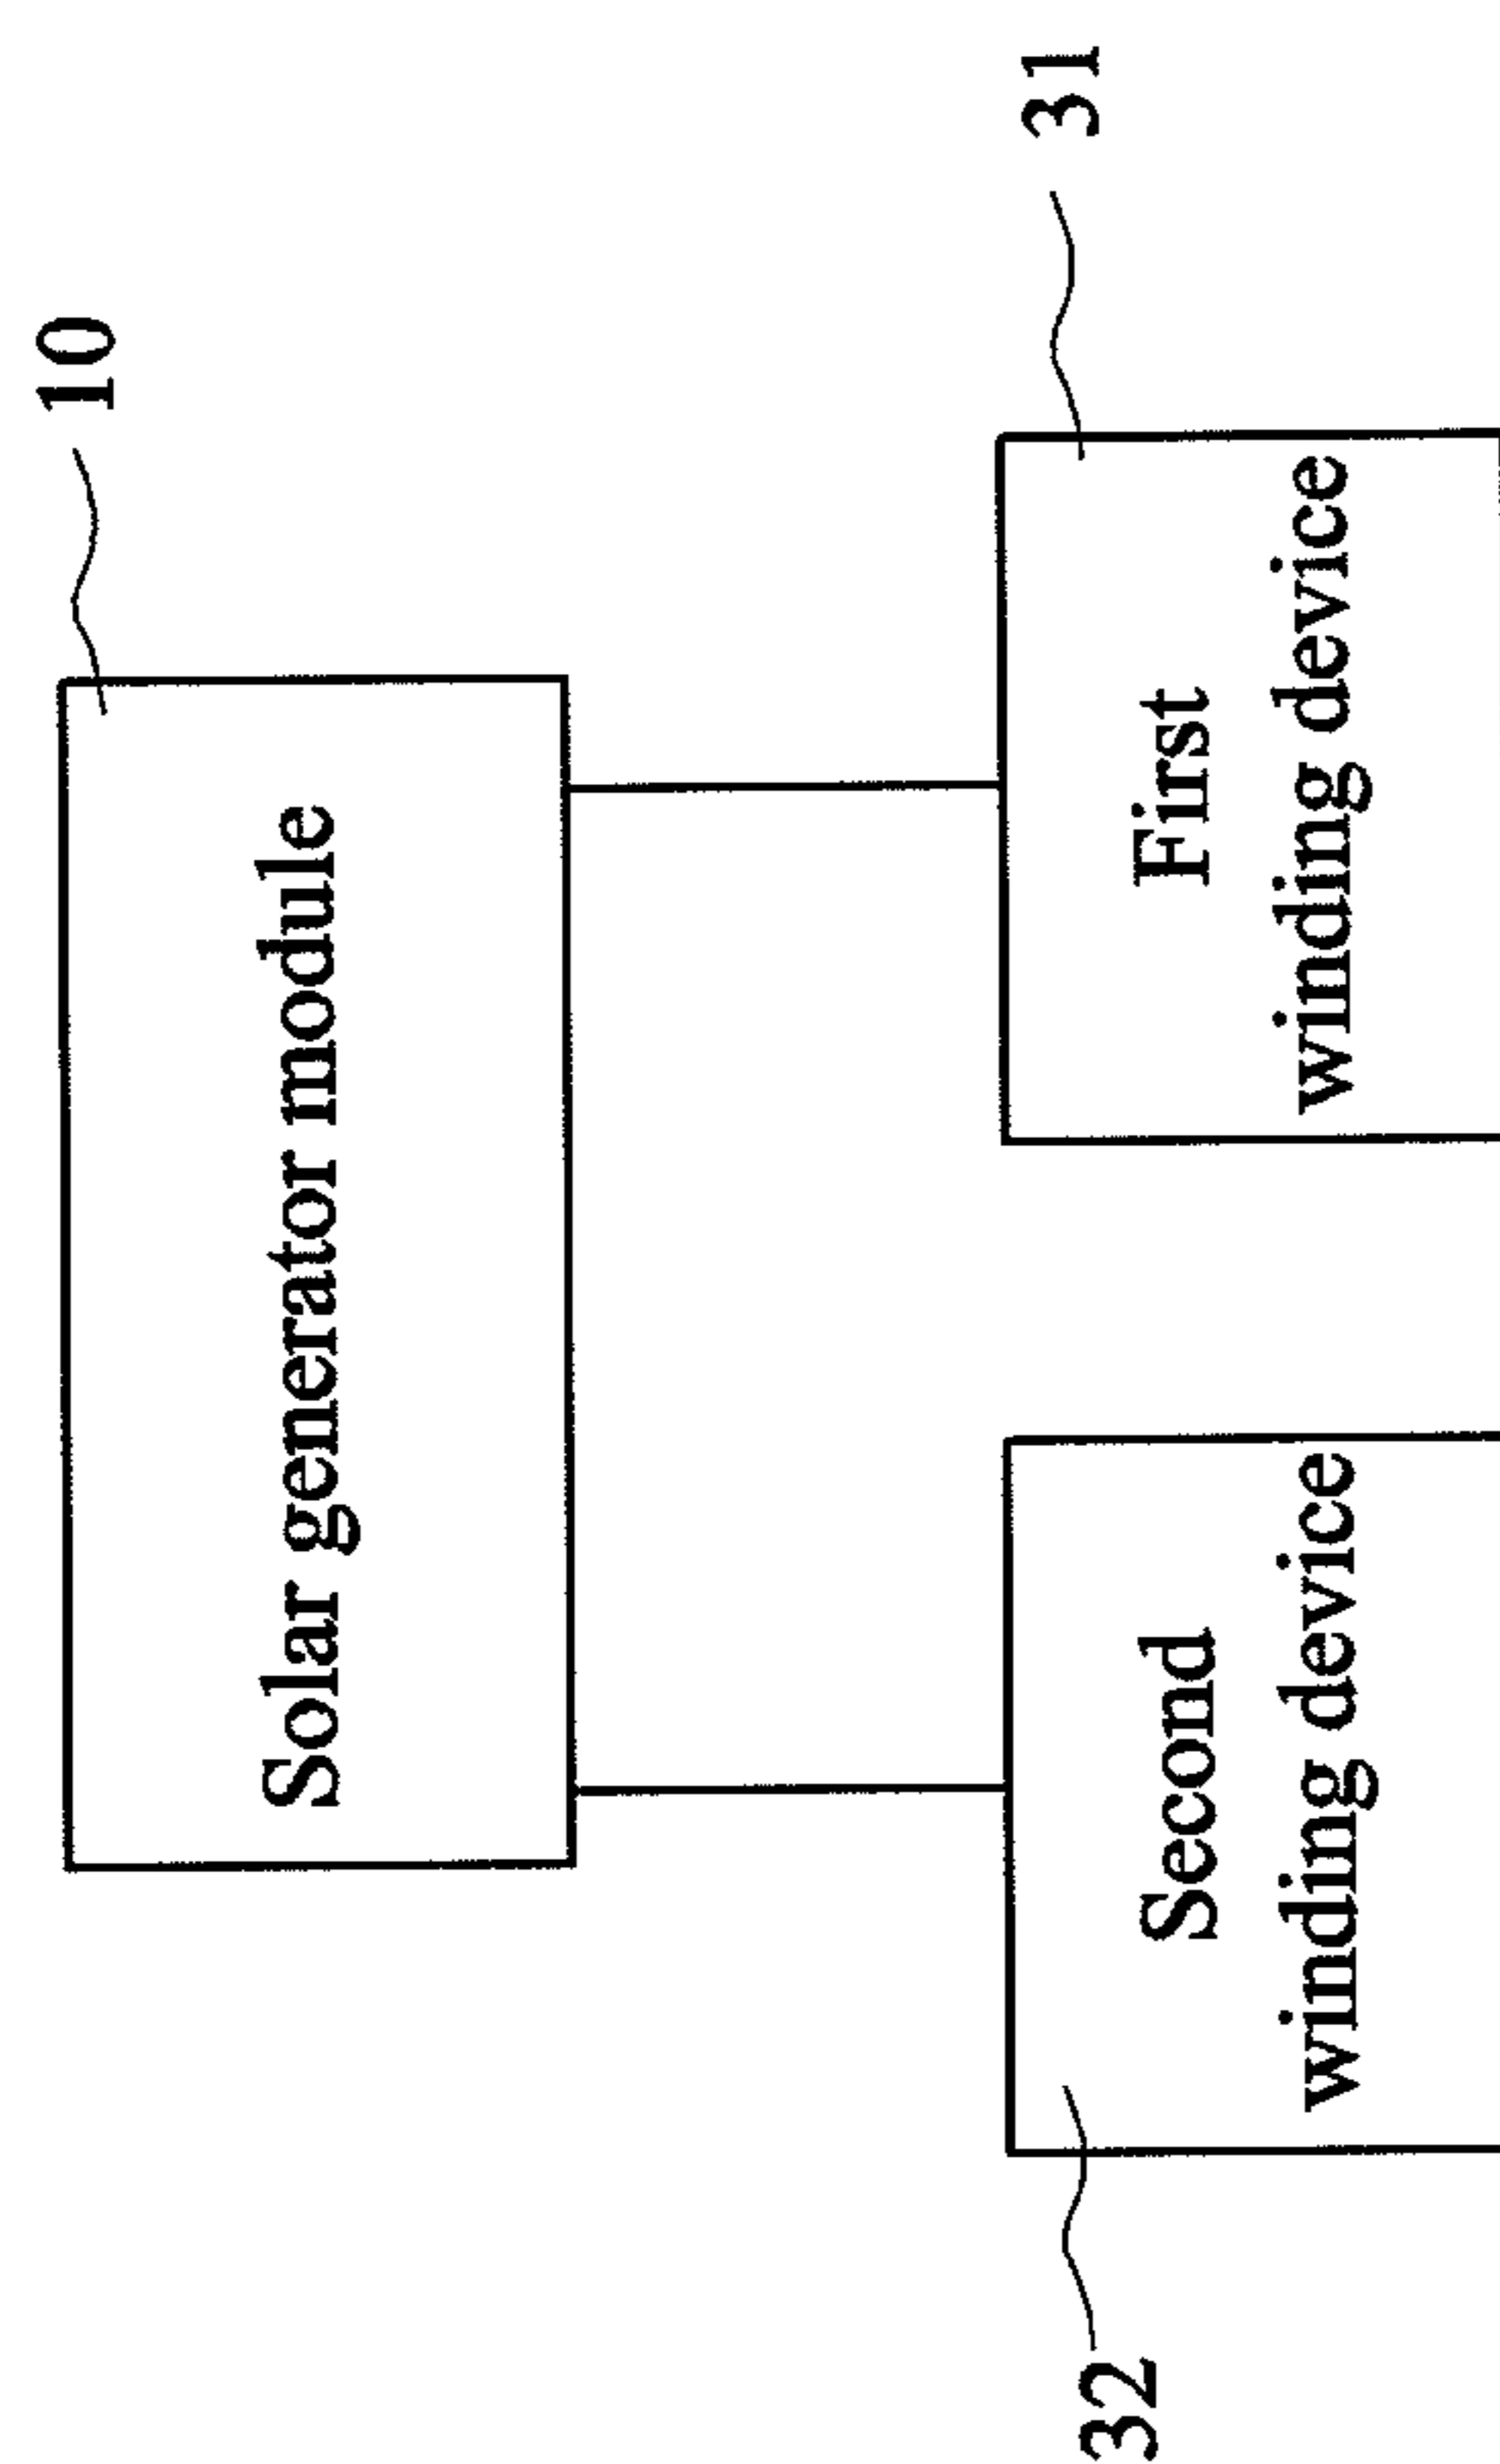 10
Solar generator module
31
First
winding device
32
Second
winding device